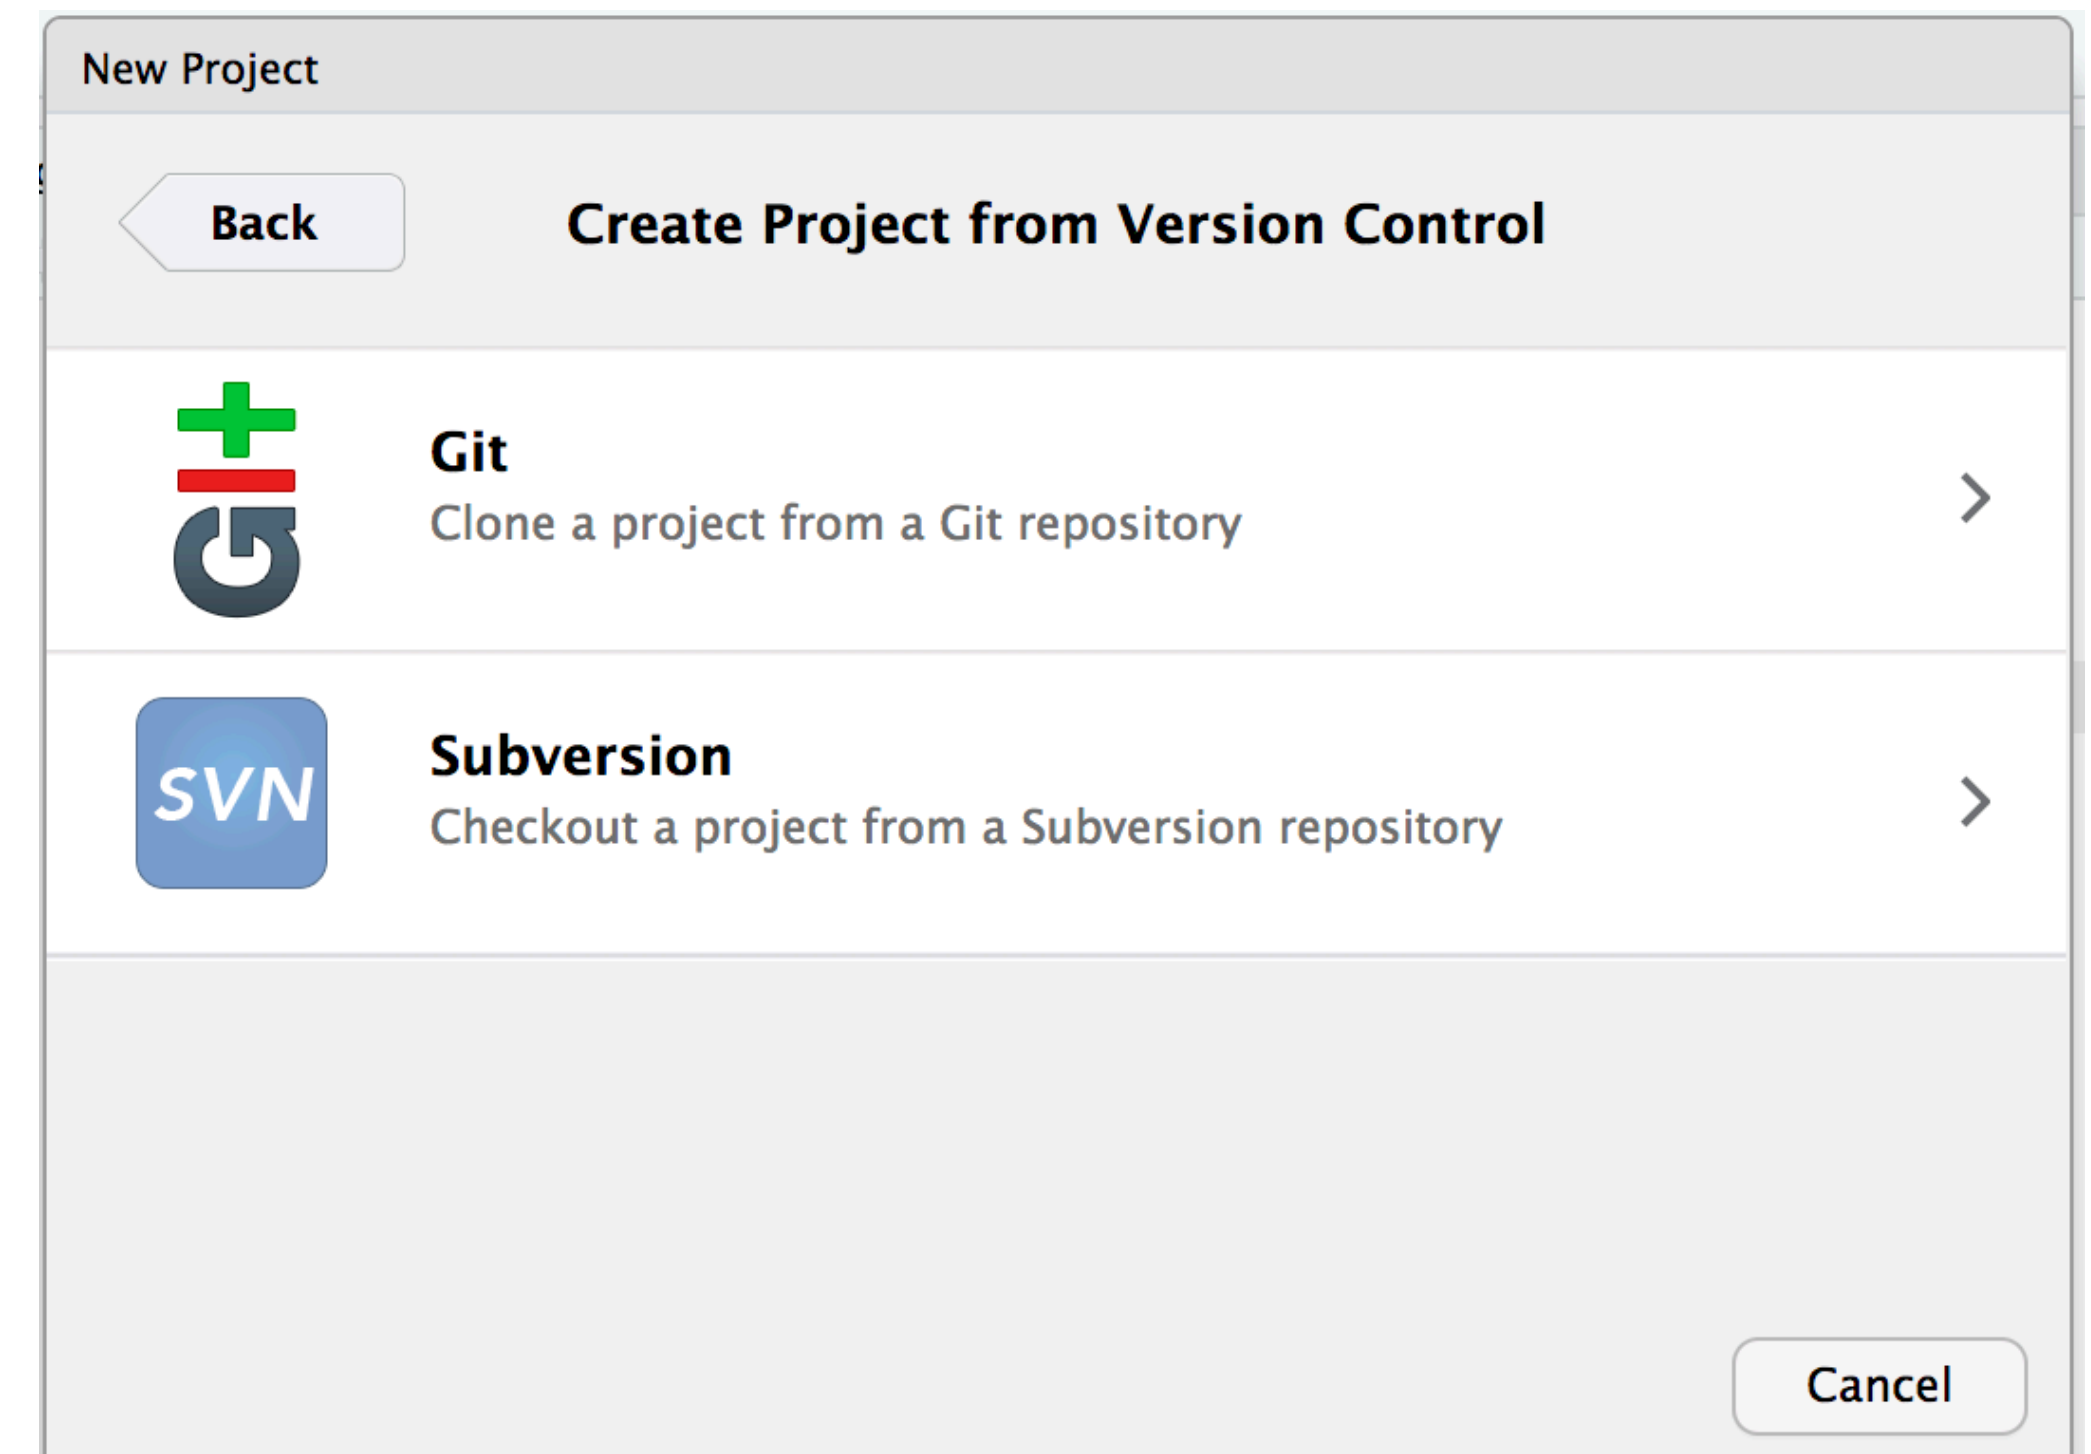 New Project
Back
Create Project from Version Control
Git
Clone a project from a Git repository
SVN
Subversion
Checkout a project from a Subversion repository
Cancel